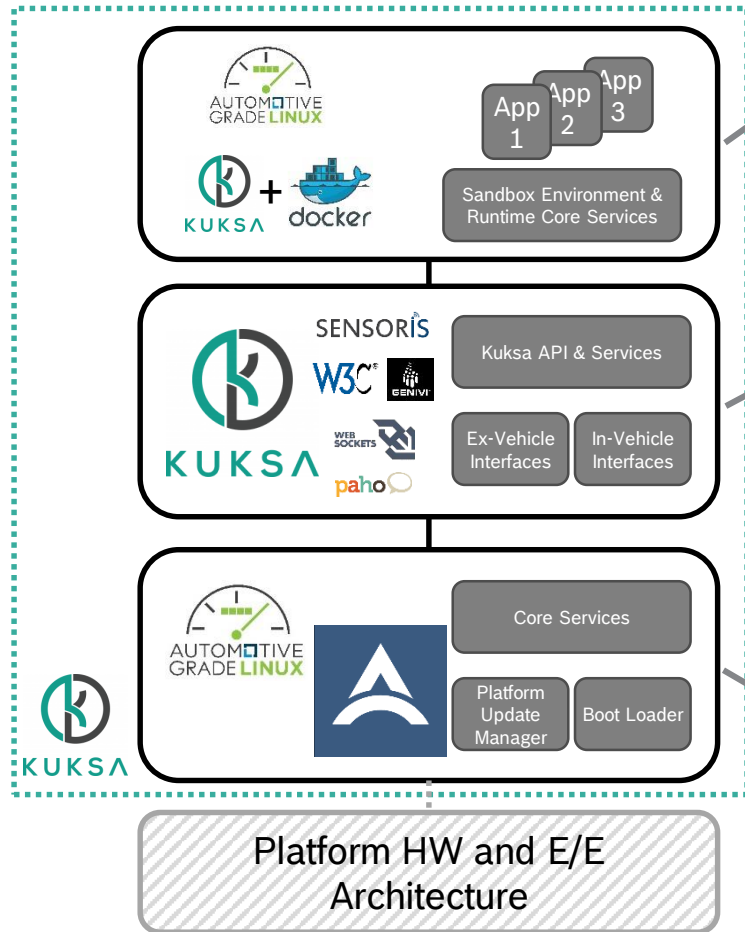 AUTOMOTIVE
GRADE LINUX
App
1
App
2
App
3
KUKSA
+
docker
Sandbox Environment &
Runtime Core Services
SENSORIS
W3C®
GENIVI
KUKSA
WEB
SOCKETS
paho
Kuksa API & Services
Ex-Vehicle
Interfaces
In-Vehicle
Interfaces
AUTOMOTIVE
GRADE LINUX
Core Services
Platform
Update
Manager
Boot Loader
KUKSA
Platform HW and E/E
Architecture